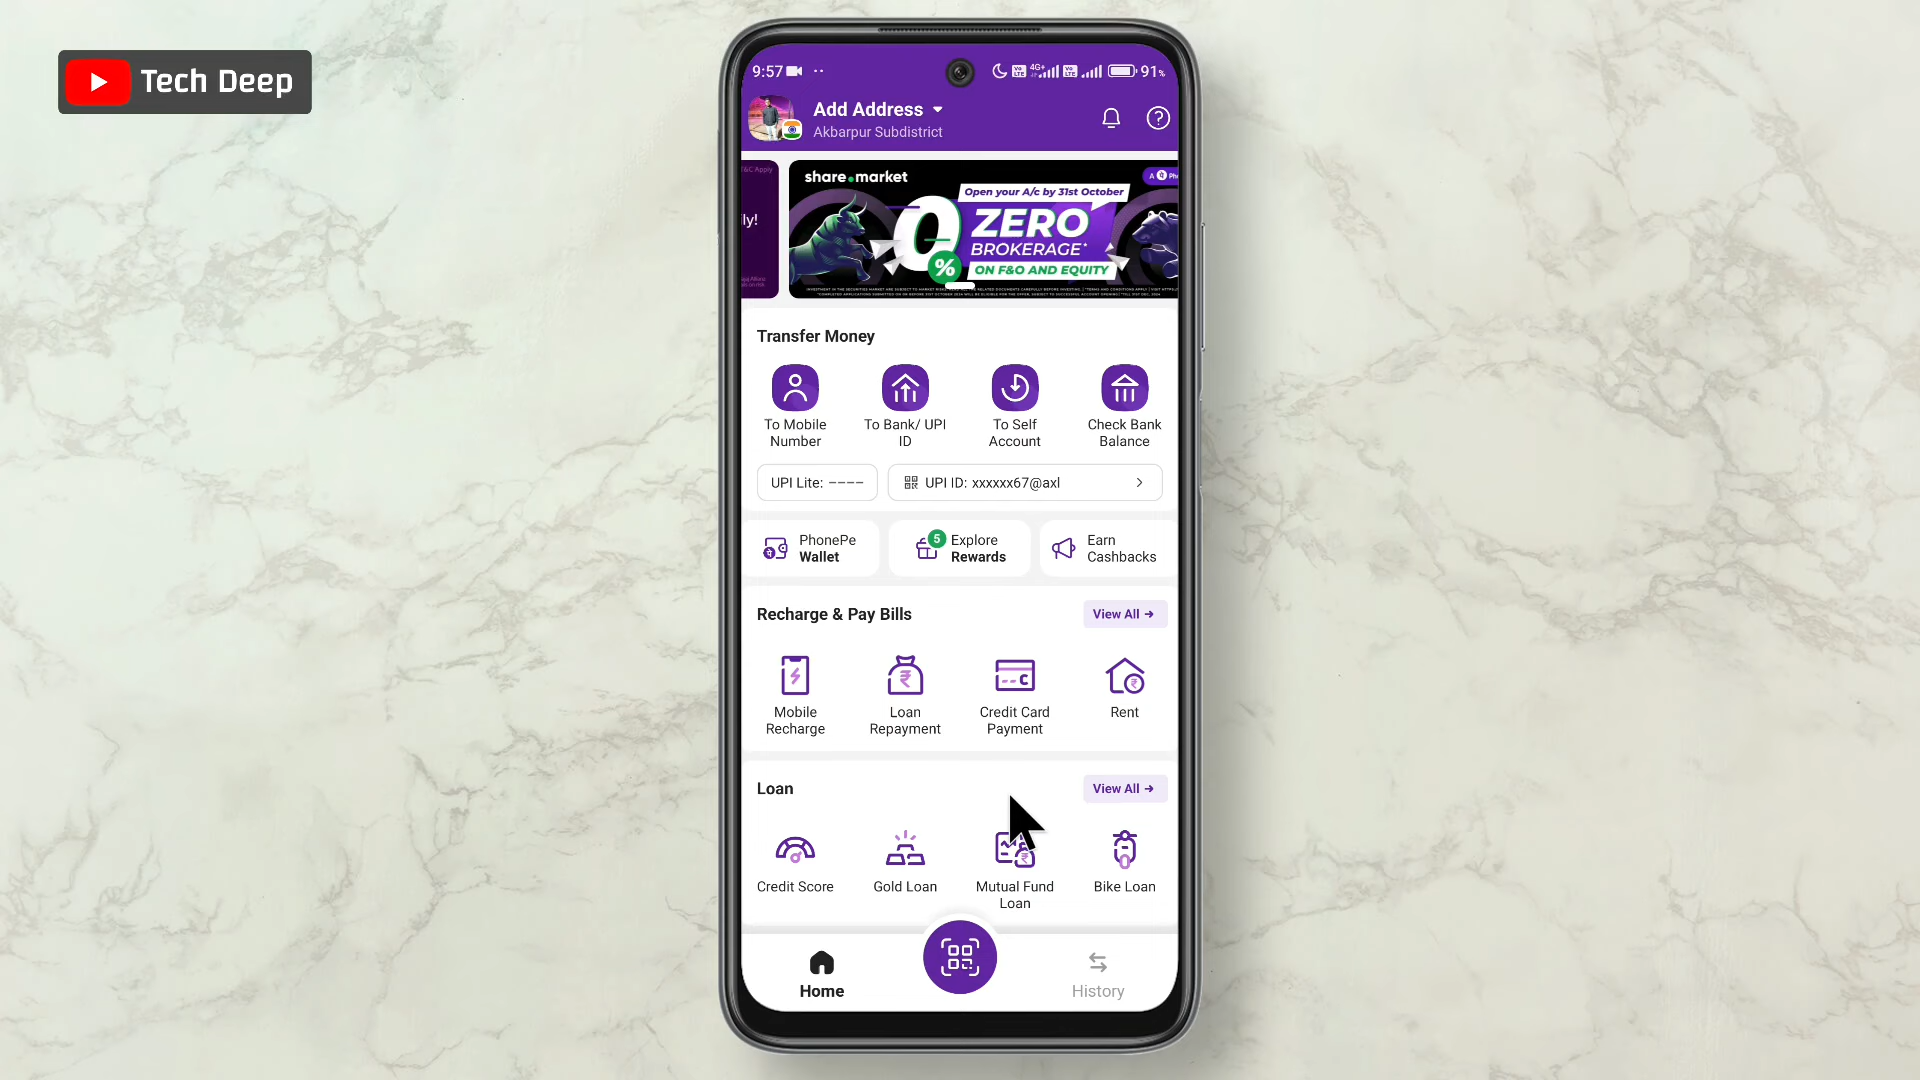 Tech Deep
9:57
4G+
91%
Add Address
Akbarpur Subdistrict
&C Apply
ly!
share.market
Open your A/c by 31st October
0 ZERO
BROKERAGE*
% ON F&O AND EQUITY
Transfer Money
To Mobile Number
To Bank/ UPI ID
To Self Account
Check Bank Balance
UPI Lite: ----
UPI ID: xxxxxx67@axl
PhonePe Wallet
5
Explore Rewards
Earn Cashbacks
Recharge & Pay Bills
View All →
Mobile Recharge
Loan Repayment
Credit Card Payment
Rent
Loan
View All →
Credit Score
Gold Loan
Mutual Fund Loan
Bike Loan
Home
History